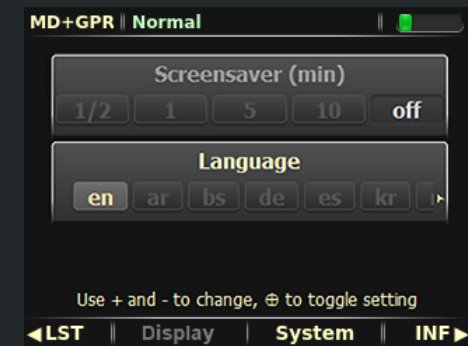 MD+GPR Normal
Screensaver (min)
1/2 1 5 10 off
Language
en ar bs de es kr
Use + and - to change, ⊕ to toggle setting
◀LST Display System INF▶